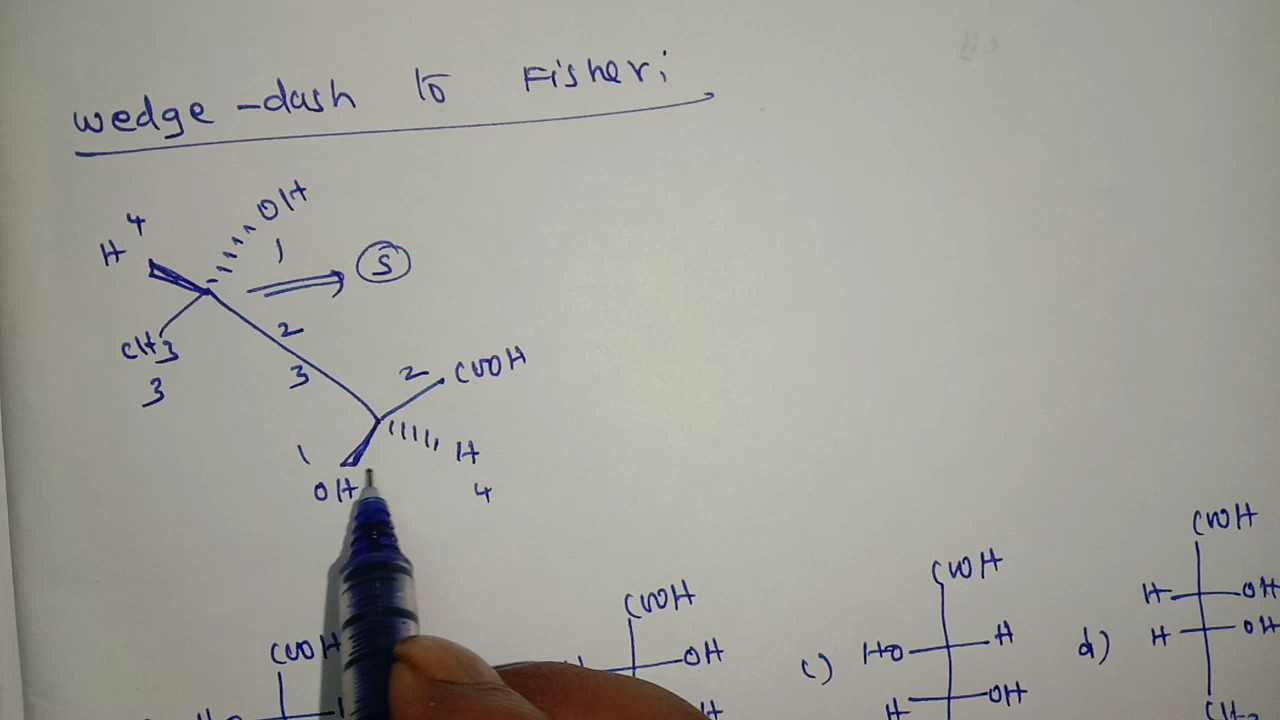 wedge-dash to Fisher;
4
H
OH
1
S
CH3
3
2
3
2 COOH
1
H
OH
4
COOH
COOH
OH
COOH
c) HO H
H OH
COOH
d) H OH
H OH